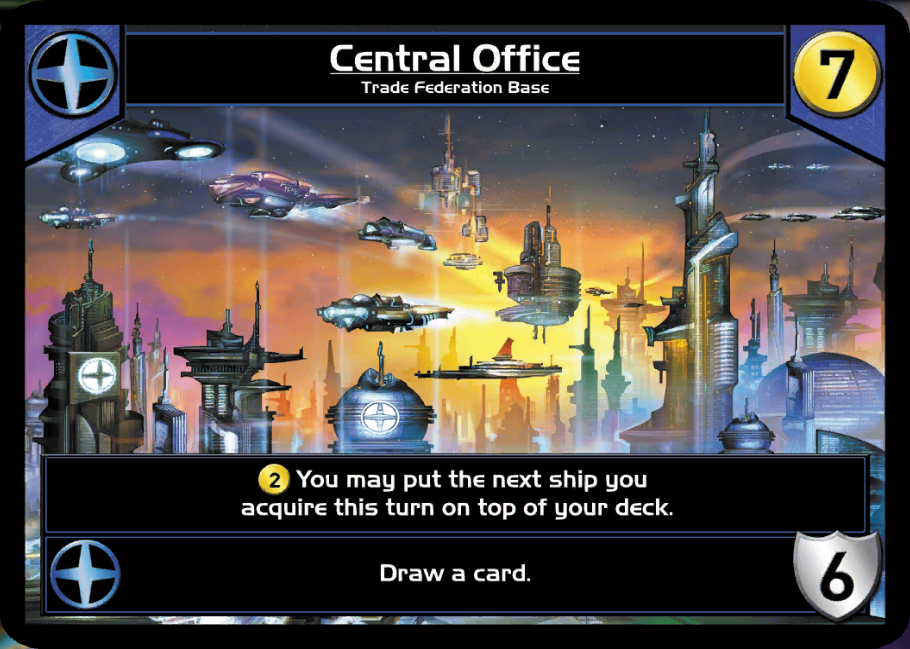 Central Office
7
Trade Federation Base
2 You may put the next ship you
acquire this turn on top of your deck.
Draw a card.
6